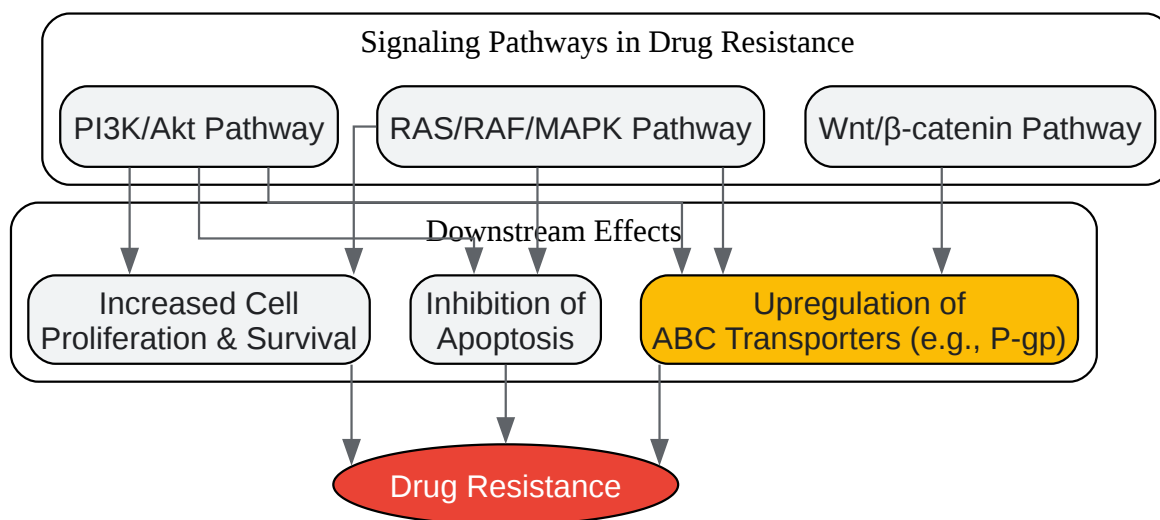 Signaling Pathways in Drug Resistance
PI3K/Akt Pathway
RAS/RAF/MAPK Pathway
Wnt/β-catenin Pathway
Downstream Effects
Increased Cell
Proliferation & Survival
Inhibition of
Apoptosis
Upregulation of
ABC Transporters (e.g., P-gp)
Drug Resistance